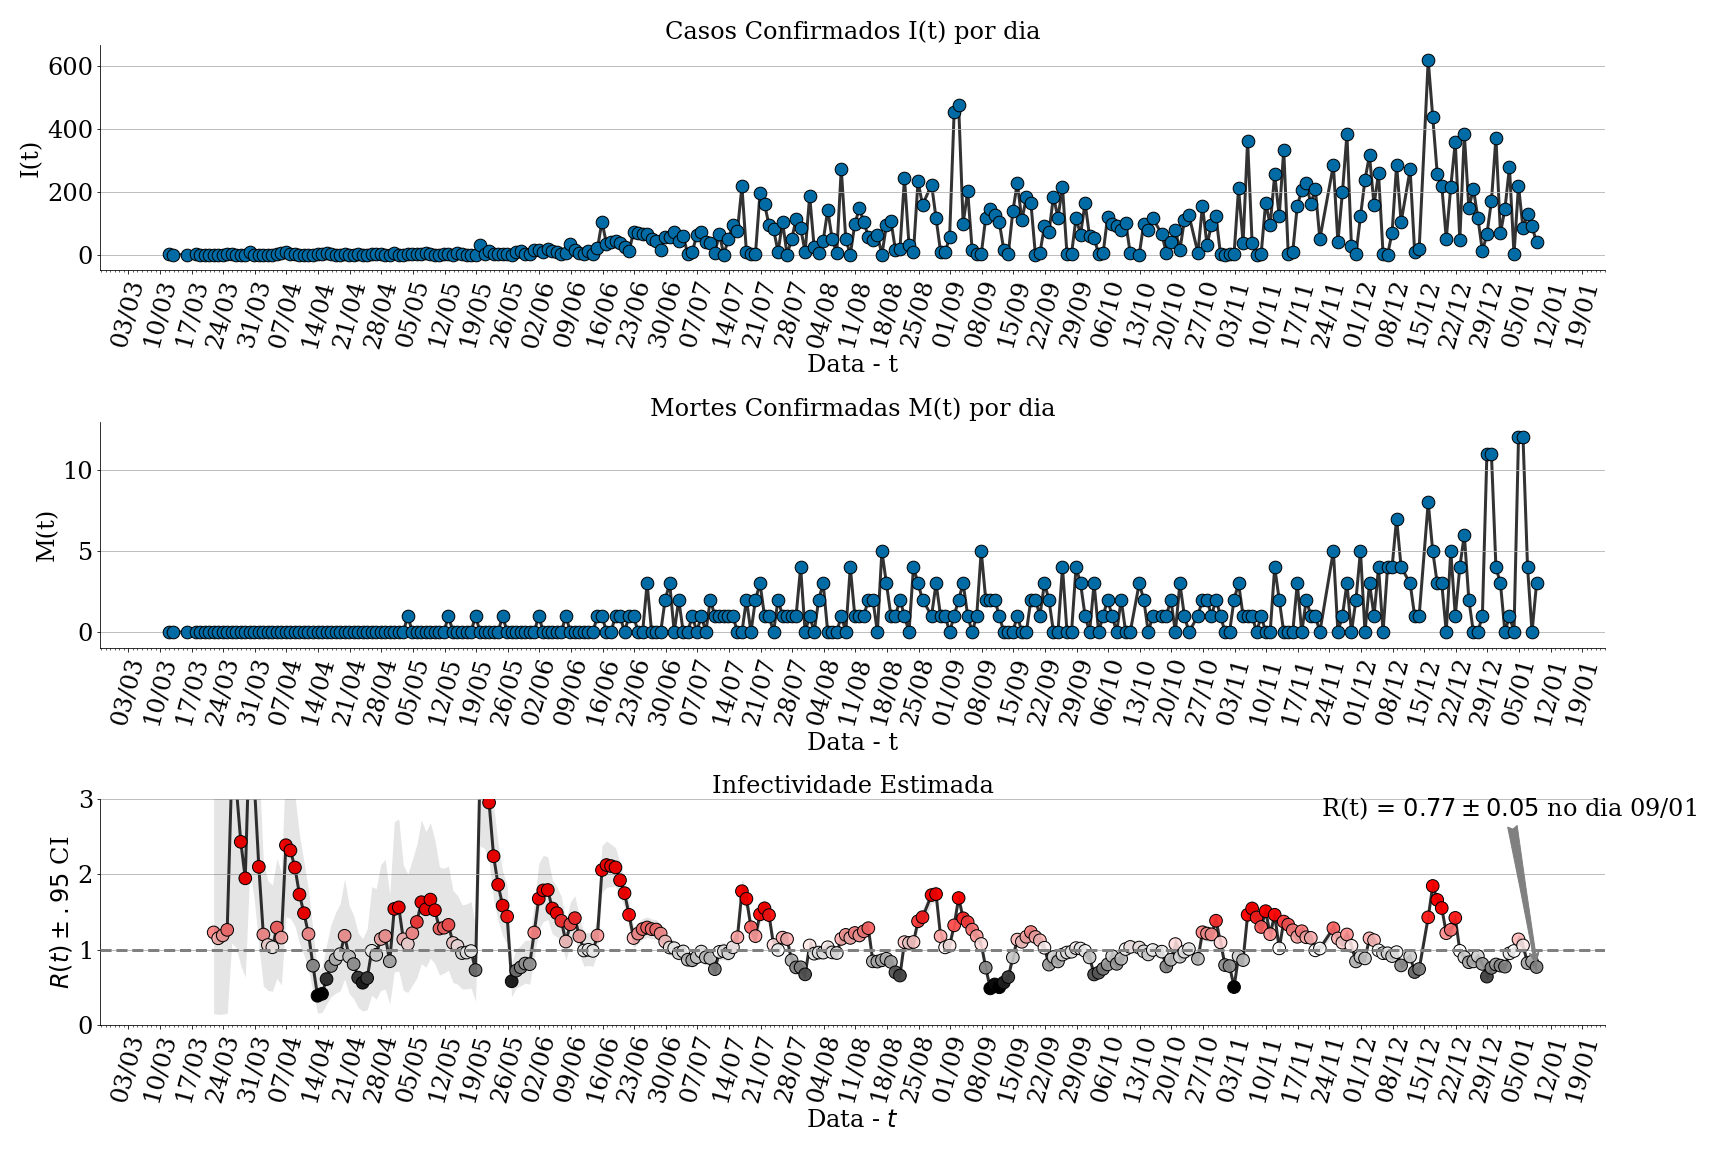 Casos Confirmados I(t) por dia
600
400
200
0
I(t)
03/03 10/03 17/03 24/03 31/03 07/04 14/04 21/04 28/04 05/05 12/05 19/05 26/05 02/06 09/06 16/06 23/06 30/06 07/07 14/07 21/07 28/07 04/08 11/08 18/08 25/08 01/09 08/09 15/09 22/09 29/09 06/10 13/10 20/10 27/10 03/11 10/11 17/11 24/11 01/12 08/12 15/12 22/12 29/12 05/01 12/01 19/01
Data - t
Mortes Confirmadas M(t) por dia
10
5
0
M(t)
03/03 10/03 17/03 24/03 31/03 07/04 14/04 21/04 28/04 05/05 12/05 19/05 26/05 02/06 09/06 16/06 23/06 30/06 07/07 14/07 21/07 28/07 04/08 11/08 18/08 25/08 01/09 08/09 15/09 22/09 29/09 06/10 13/10 20/10 27/10 03/11 10/11 17/11 24/11 01/12 08/12 15/12 22/12 29/12 05/01 12/01 19/01
Data - t
Infectividade Estimada
R(t) = 0.77 ± 0.05 no dia 09/01
3
2
1
0
R(t) ± .95 CI
03/03 10/03 17/03 24/03 31/03 07/04 14/04 21/04 28/04 05/05 12/05 19/05 26/05 02/06 09/06 16/06 23/06 30/06 07/07 14/07 21/07 28/07 04/08 11/08 18/08 25/08 01/09 08/09 15/09 22/09 29/09 06/10 13/10 20/10 27/10 03/11 10/11 17/11 24/11 01/12 08/12 15/12 22/12 29/12 05/01 12/01 19/01
Data - t